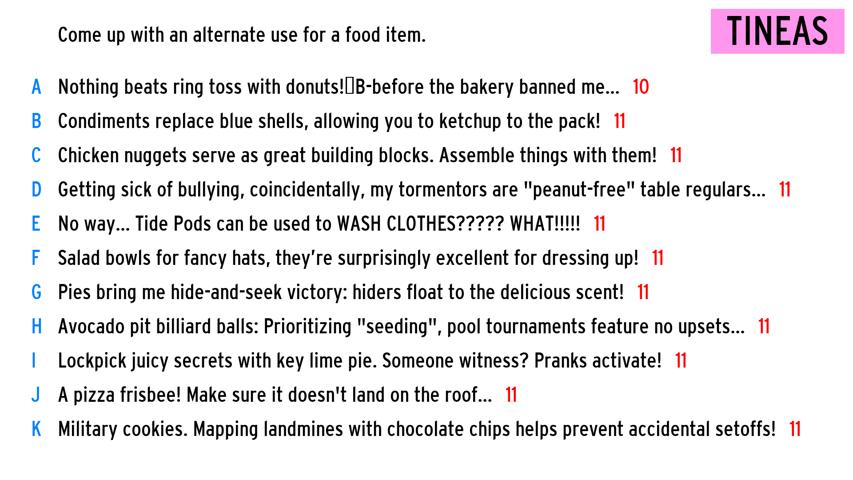 TINEAS
Come up with an alternate use for a food item.
A Nothing beats ring toss with donuts!▯B-before the bakery banned me... 10
B Condiments replace blue shells, allowing you to ketchup to the pack! 11
C Chicken nuggets serve as great building blocks. Assemble things with them! 11
D Getting sick of bullying, coincidentally, my tormentors are "peanut-free" table regulars... 11
E No way... Tide Pods can be used to WASH CLOTHES????? WHAT!!!!! 11
F Salad bowls for fancy hats, they’re surprisingly excellent for dressing up! 11
G Pies bring me hide-and-seek victory: hiders float to the delicious scent! 11
H Avocado pit billiard balls: Prioritizing "seeding", pool tournaments feature no upsets... 11
I Lockpick juicy secrets with key lime pie. Someone witness? Pranks activate! 11
J A pizza frisbee! Make sure it doesn't land on the roof... 11
K Military cookies. Mapping landmines with chocolate chips helps prevent accidental setoffs! 11